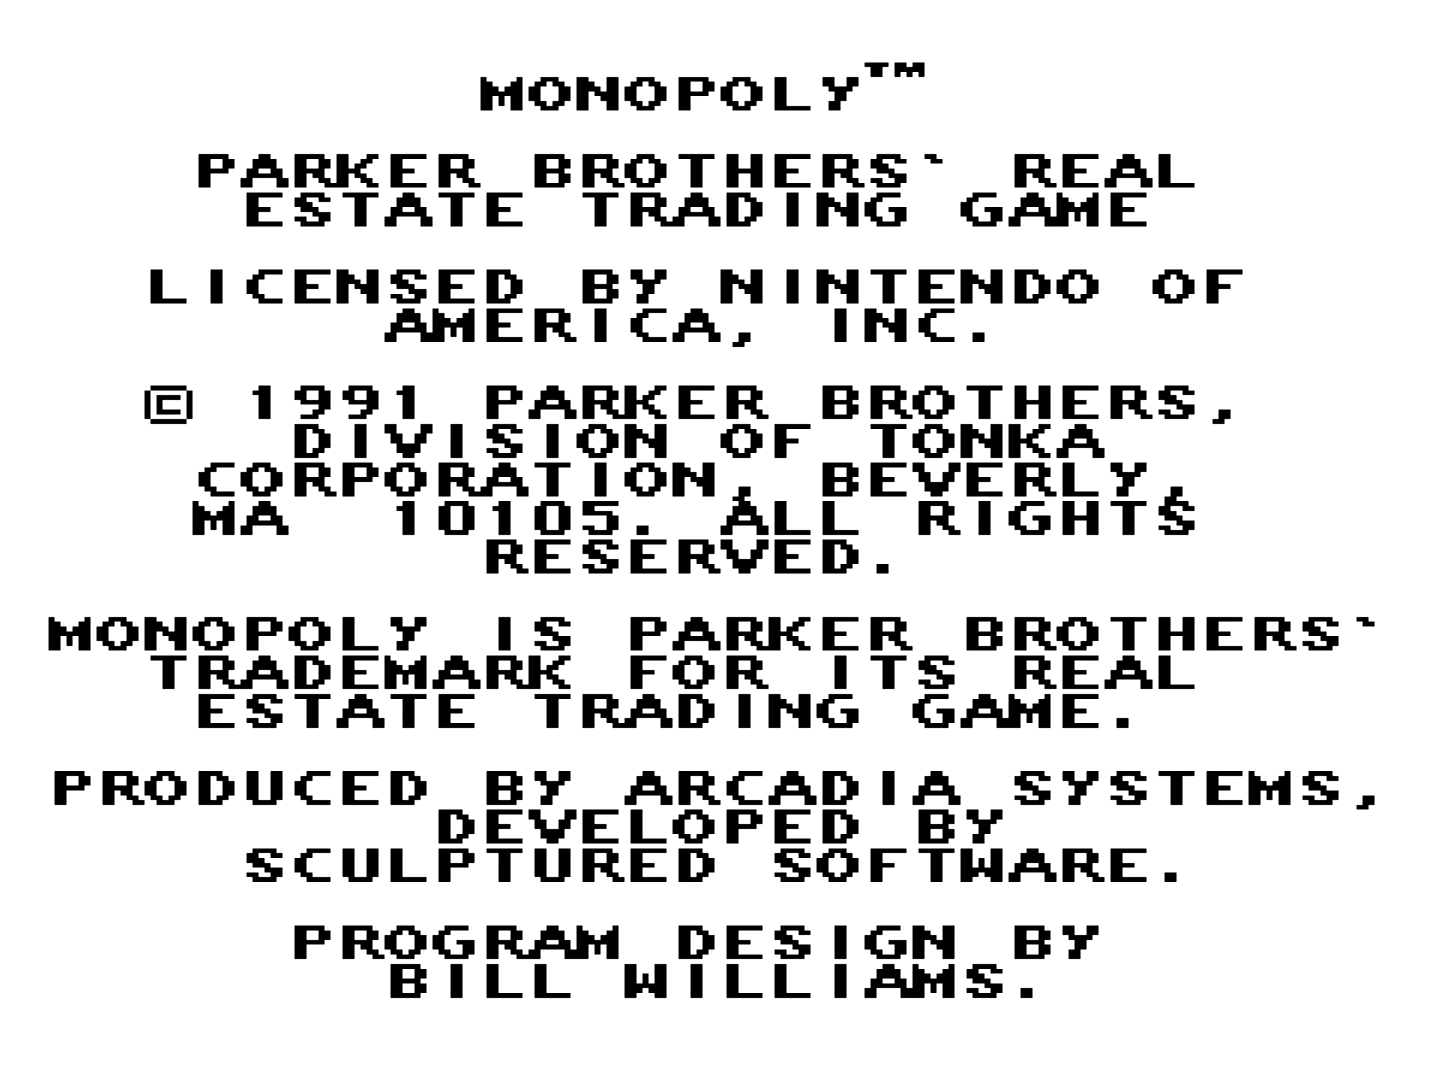 MONOPOLY™
PARKER BROTHERS` REAL
ESTATE TRADING GAME
LICENSED BY NINTENDO OF
AMERICA, INC.
© 1991 PARKER BROTHERS,
DIVISION OF TONKA
CORPORATION, BEVERLY,
MA 10105. ALL RIGHTS
RESERVED.
MONOPOLY IS PARKER BROTHERS`
TRADEMARK FOR ITS REAL
ESTATE TRADING GAME.
PRODUCED BY ARCADIA SYSTEMS,
DEVELOPED BY
SCULPTURED SOFTWARE.
PROGRAM DESIGN BY
BILL WILLIAMS.